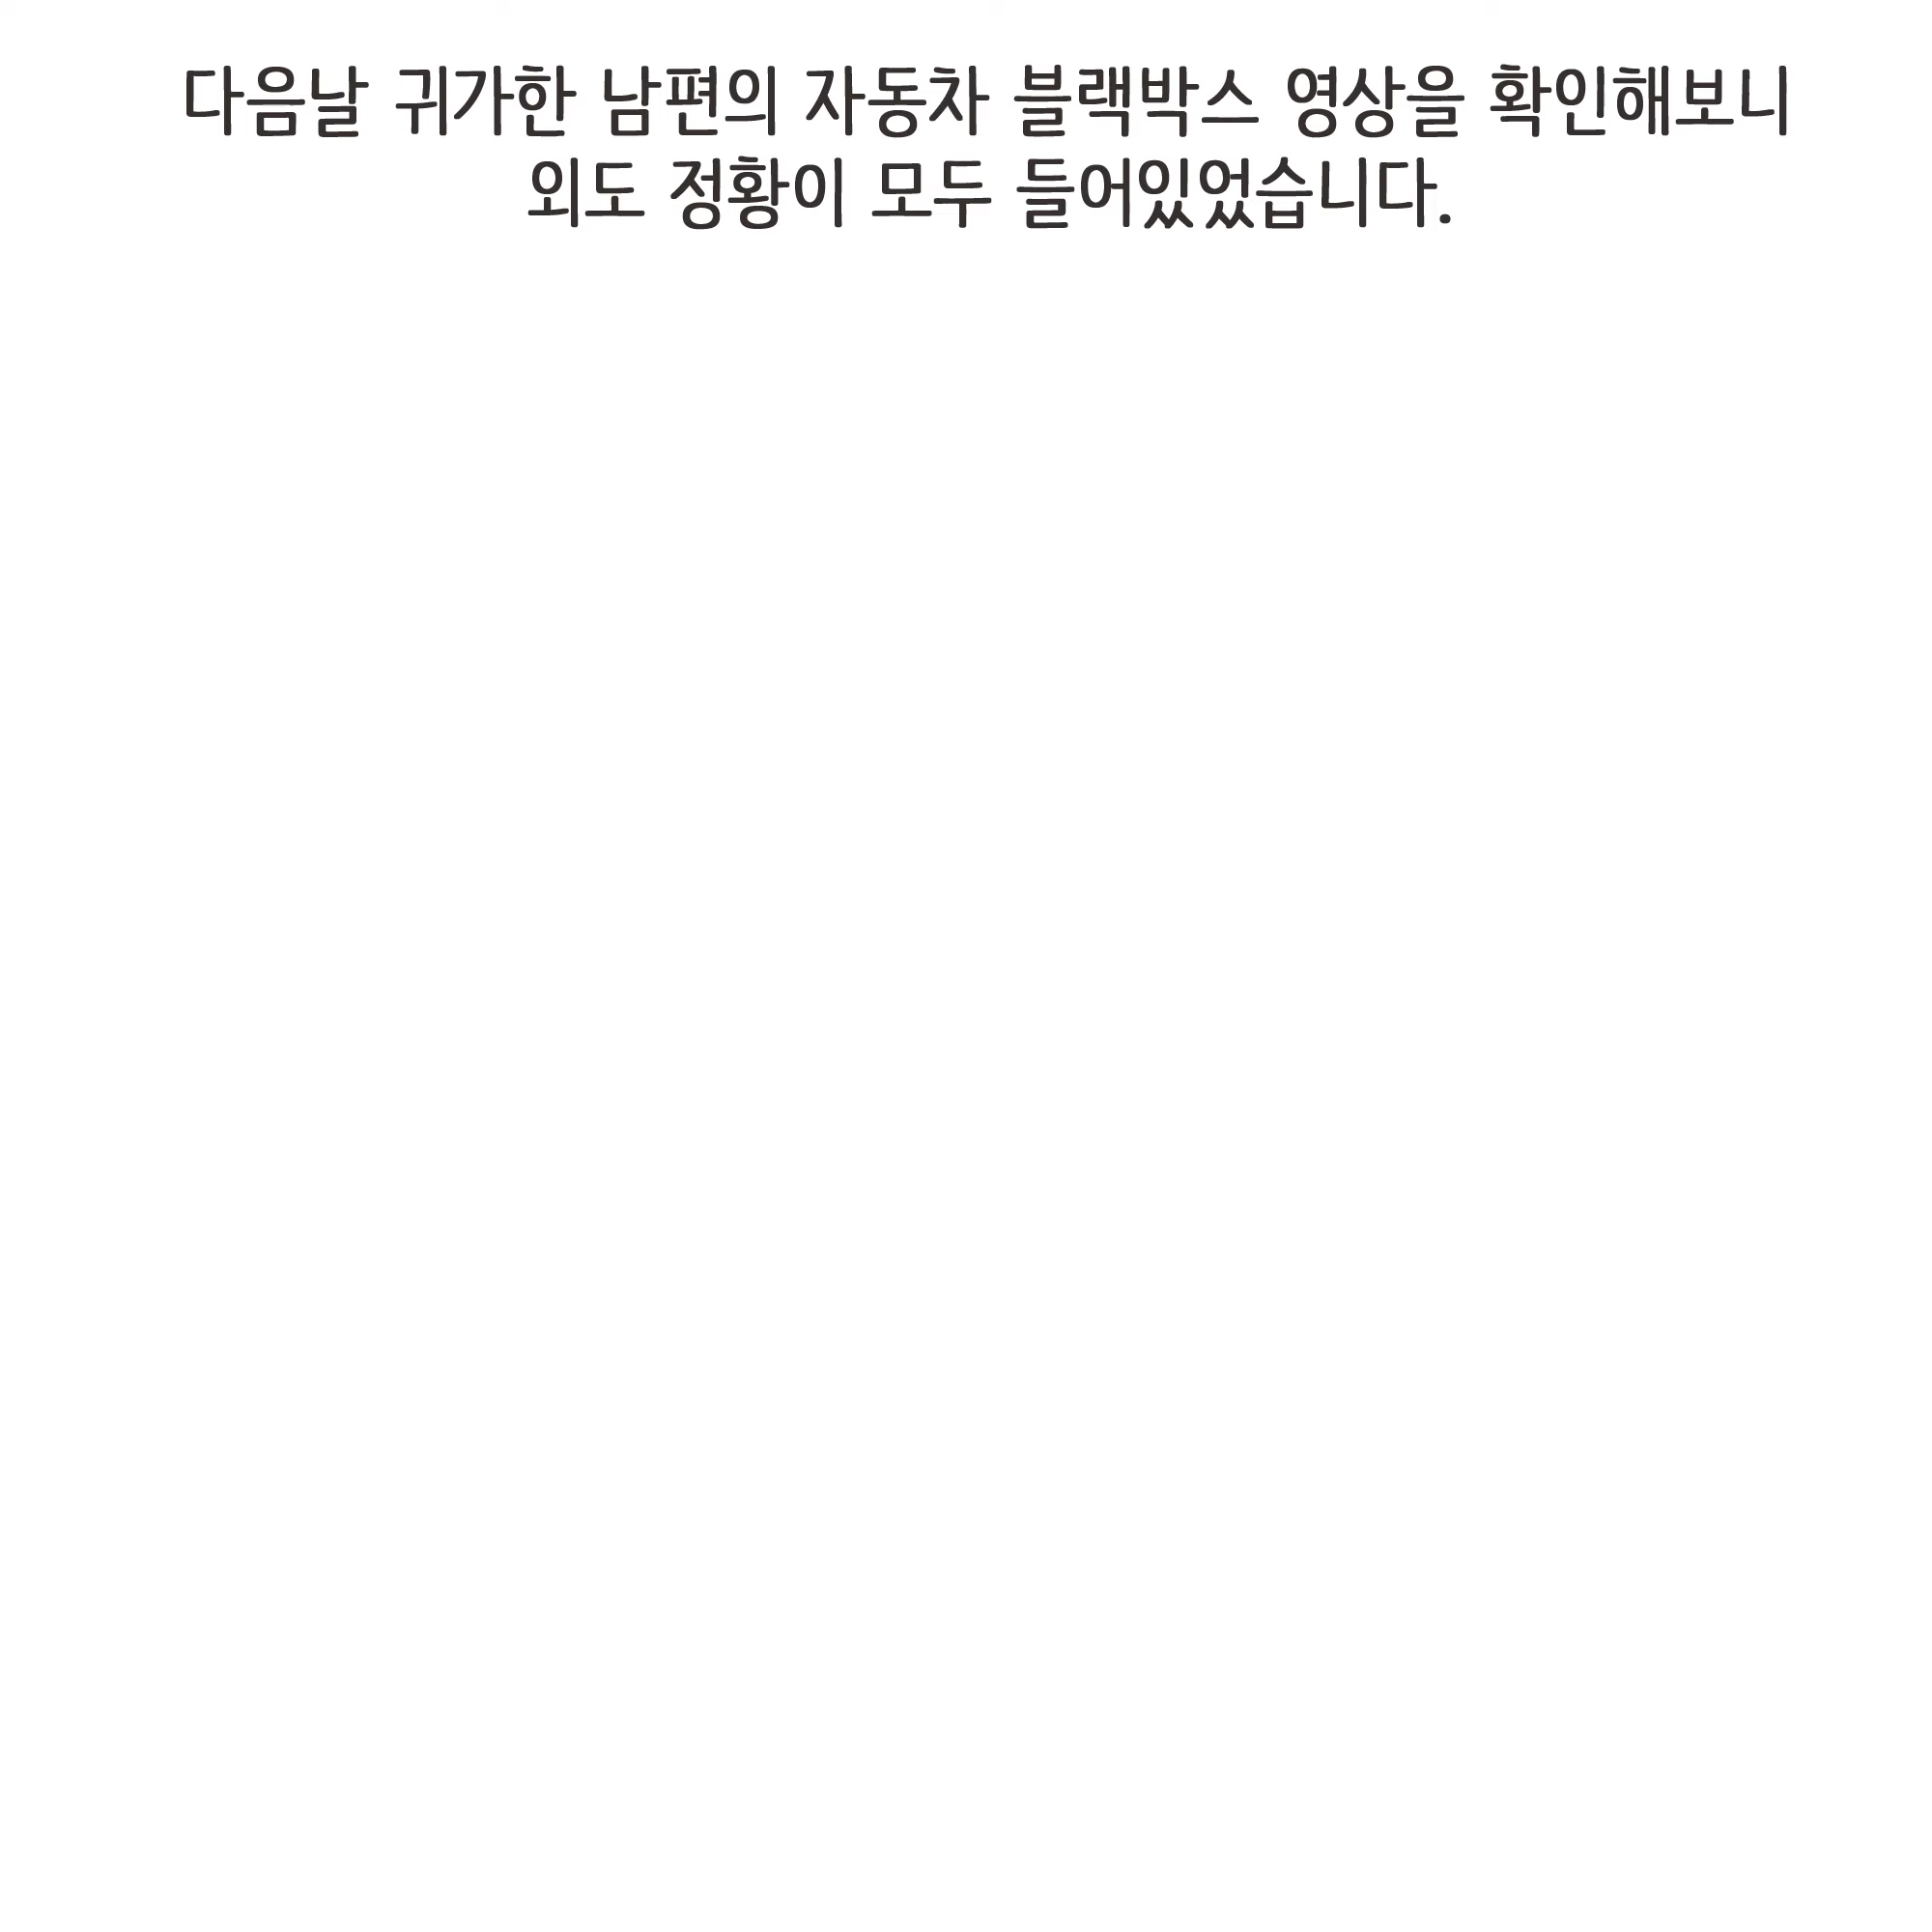 다음날 귀가한 남편의 자동차 블랙박스 영상을 확인해보니
외도 정황이 모두 들어있었습니다.